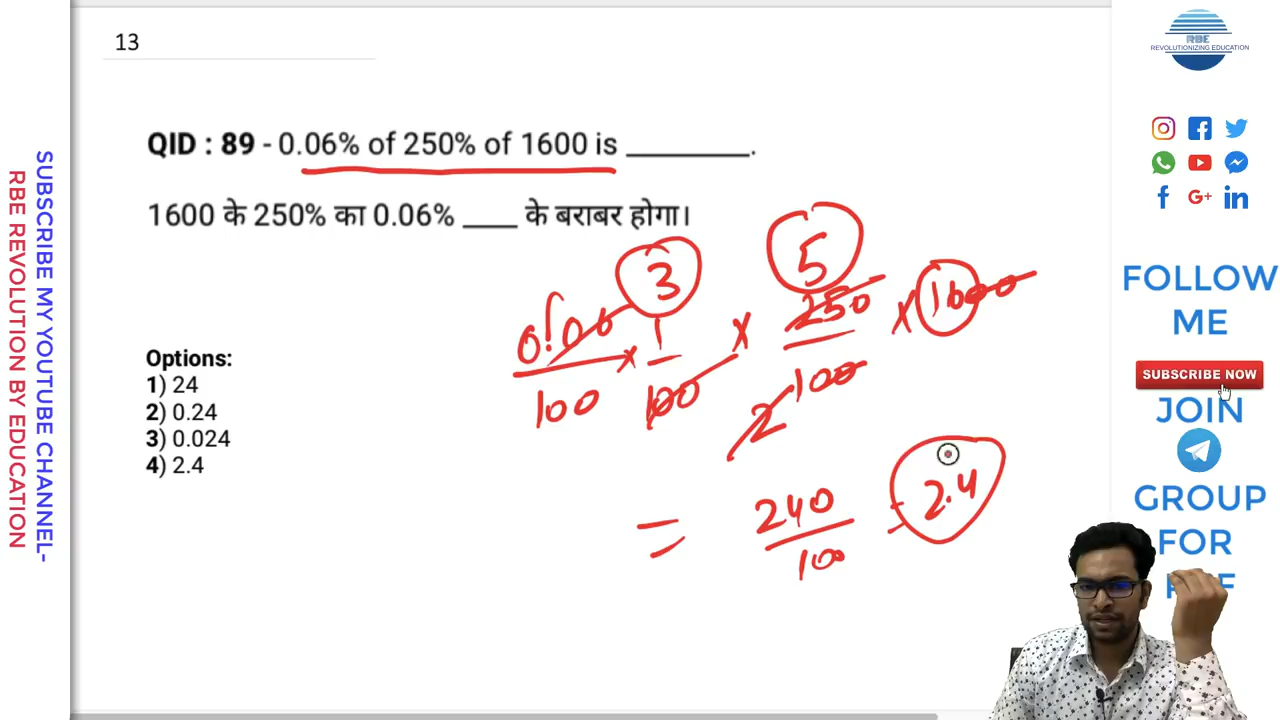 13
QID : 89 - 0.06% of 250% of 1600 is ________.
1600 के 250% का 0.06% ____ के बराबर होगा।
Options:
1) 24
2) 0.24
3) 0.024
4) 2.4
3
5
0.06 × 1 × 250 × 1600
100 100 100
2
= 240 = 2.4
100
SUBSCRIBE MY YOUTUBE CHANNEL-
RBE REVOLUTION BY EDUCATION
RBE
REVOLUTIONIZING EDUCATION
FOLLOW
ME
SUBSCRIBE NOW
JOIN
GROUP
FOR